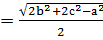 = √(2b² + 2c² − a²) / 2